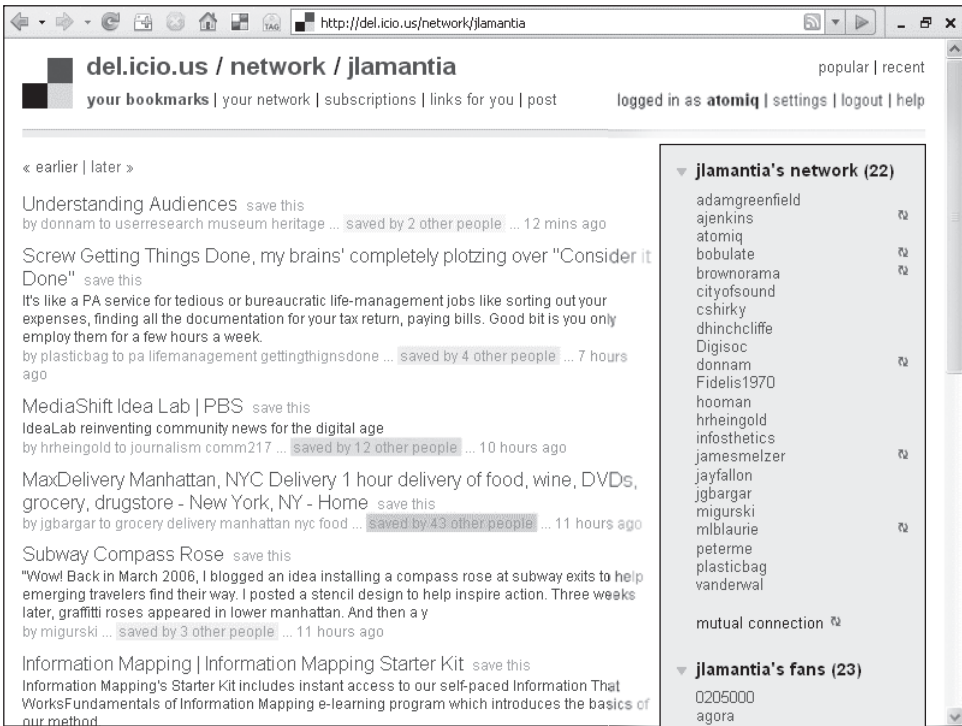 TAG
http://del.icio.us/network/jlamantia
del.icio.us / network / jlamantia
popular | recent
your bookmarks | your network | subscriptions | links for you | post
logged in as atomiq | settings | logout | help
« earlier | later »
Understanding Audiences save this
by donnam to userresearch museum heritage ... saved by 2 other people ... 12 mins ago
Screw Getting Things Done, my brains' completely plotzing over "Consider it
Done" save this
It's like a PA service for tedious or bureaucratic life-management jobs like sorting out your
expenses, finding all the documentation for your tax return, paying bills. Good bit is you only
employ them for a few hours a week.
by plasticbag to pa lifemanagement gettingthignsdone ... saved by 4 other people ... 7 hours
ago
MediaShift Idea Lab | PBS save this
IdeaLab reinventing community news for the digital age
by hrheingold to journalism comm217 ... saved by 12 other people ... 10 hours ago
MaxDelivery Manhattan, NYC Delivery 1 hour delivery of food, wine, DVDs,
grocery, drugstore - New York, NY - Home save this
by jgbargar to grocery delivery manhattan nyc food ... saved by 43 other people ... 11 hours ago
Subway Compass Rose save this
"Wow! Back in March 2006, I blogged an idea installing a compass rose at subway exits to help
emerging travelers find their way. I posted a stencil design to help inspire action. Three weeks
later, graffitti roses appeared in lower manhattan. And then a y
by migurski ... saved by 3 other people ... 11 hours ago
Information Mapping | Information Mapping Starter Kit save this
Information Mapping's Starter Kit includes instant access to our self-paced Information That
WorksFundamentals of Information Mapping e-learning program which introduces the basics of
our method
jlamantia's network (22)
adamgreenfield
ajenkins
atomiq
bobulate
brownorama
cityofsound
cshirky
dhinchcliffe
Digisoc
donnam
Fidelis1970
hooman
hrheingold
infosthetics
jamesmelzer
jayfallon
jgbargar
migurski
mlblaurie
peterme
plasticbag
vanderwal
mutual connection
jlamantia's fans (23)
0205000
agora